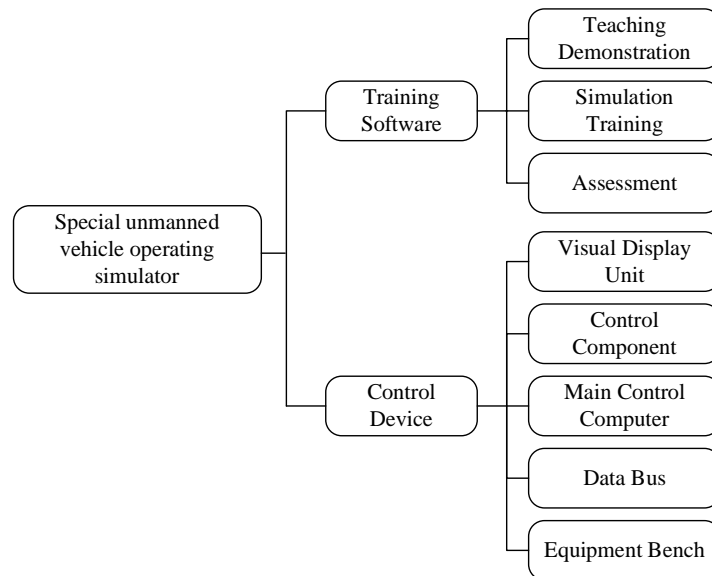 Teaching
Demonstration
Training
Software
Simulation
Training
Assessment
Special unmanned
vehicle operating
simulator
Visual Display
Unit
Control
Component
Control
Device
Main Control
Computer
Data Bus
Equipment Bench